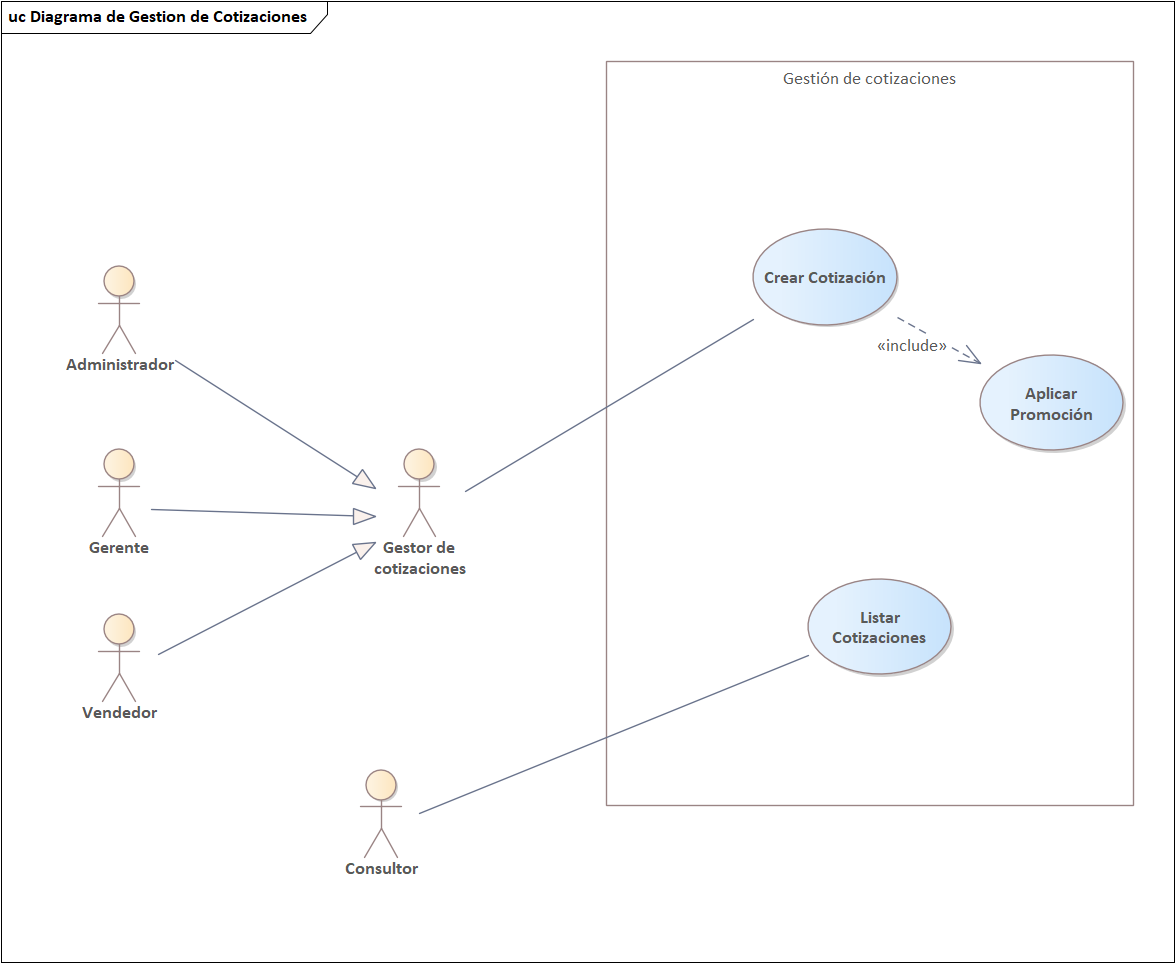 uc Diagrama de Gestion de Cotizaciones
Gestión de cotizaciones
Crear Cotización
«include»
Aplicar
Promoción
Administrador
Gerente
Gestor de
cotizaciones
Vendedor
Listar
Cotizaciones
Consultor